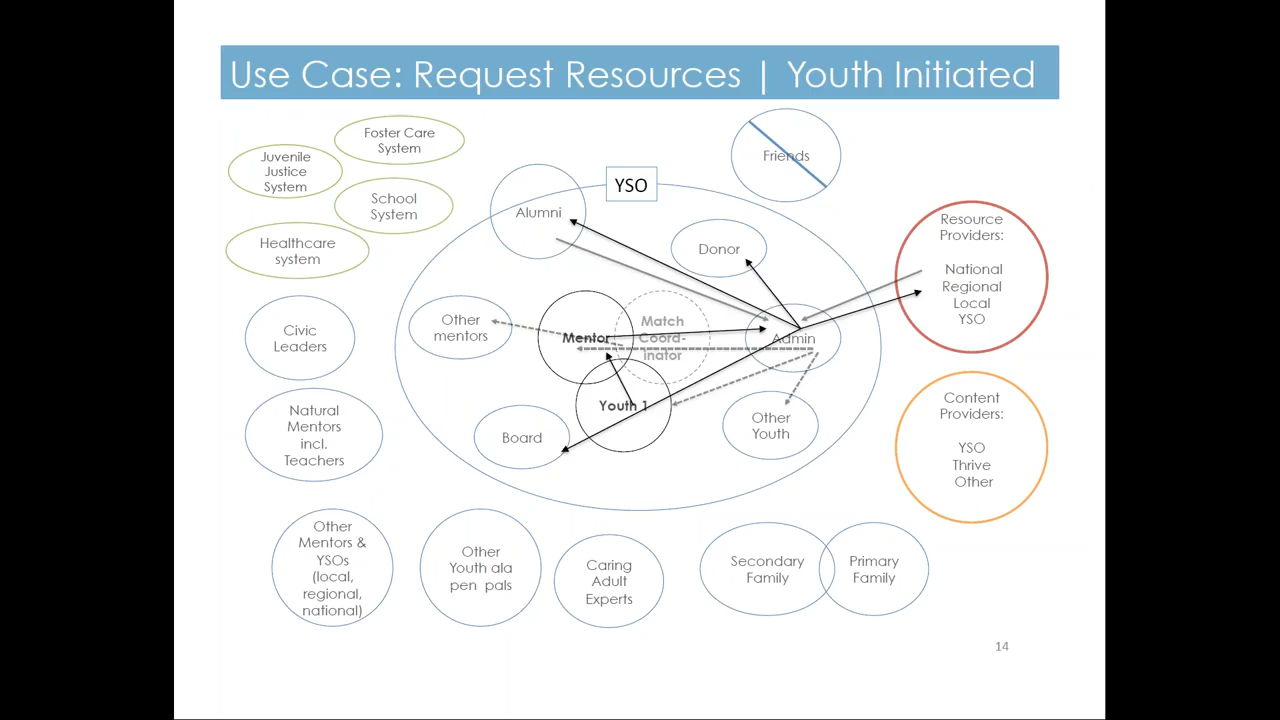 Use Case: Request Resources | Youth Initiated
Foster Care
System
Juvenile
Justice
System
School
System
Healthcare
system
YSO
Friends
Alumni
Donor
Resource
Providers:
National
Regional
Local
YSO
Other
mentors
Mentor
Match
Coord-
inator
Admin
Civic
Leaders
Youth 1
Board
Other
Youth
Natural
Mentors
incl.
Teachers
Content
Providers:
YSO
Thrive
Other
Other
Mentors &
YSOs
(local,
regional,
national)
Other
Youth ala
pen pals
Caring
Adult
Experts
Secondary
Family
Primary
Family
14